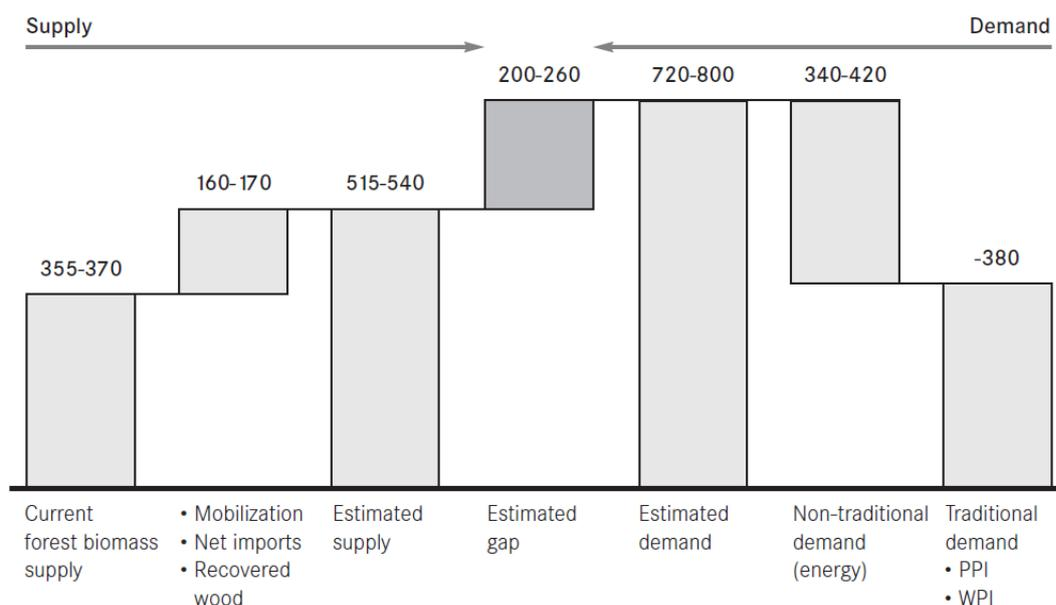 Supply
Demand
200-260
720-800
340-420
160-170
515-540
355-370
-380
Current
forest biomass
supply
• Mobilization
• Net imports
• Recovered
wood
Estimated
supply
Estimated
gap
Estimated
demand
Non-traditional
demand
(energy)
Traditional
demand
• PPI
• WPI